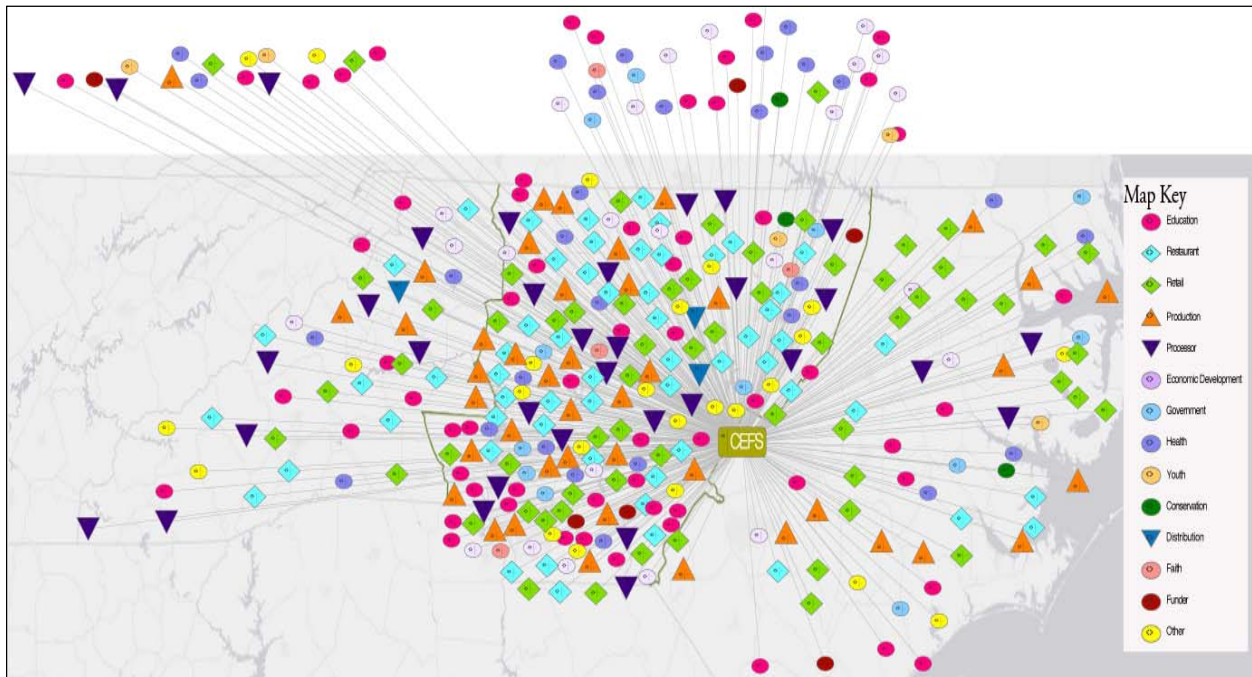 Map Key
Education
Restaurant
Retail
Production
Processor
Economic Development
Government
Health
Youth
Conservation
Distribution
Faith
Funder
Other
CEFS